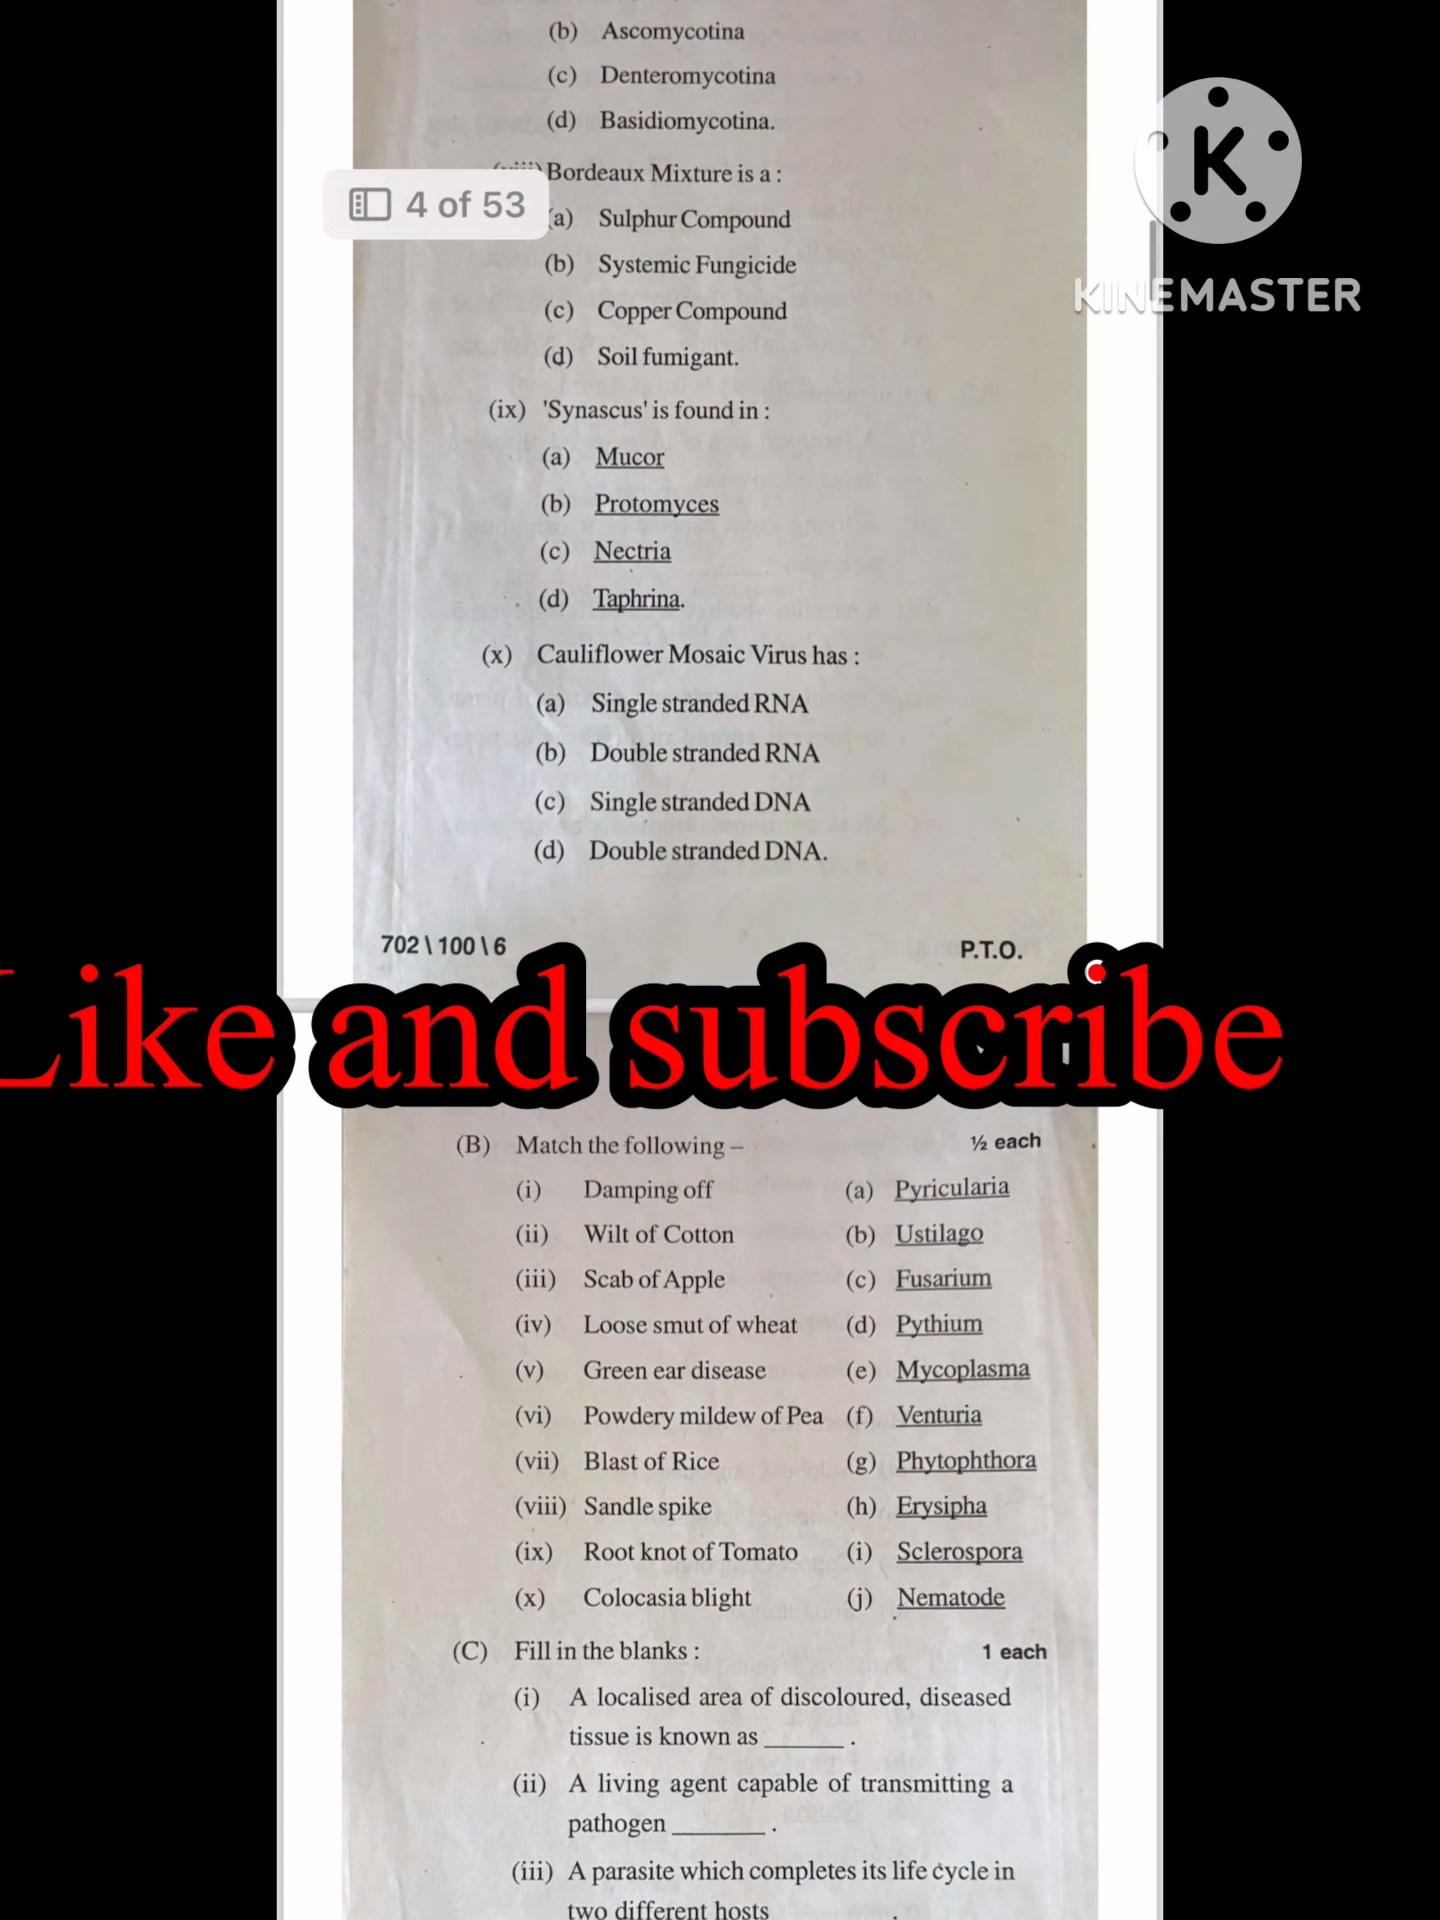 (b) Ascomycotina
(c) Denteromycotina
(d) Basidiomycotina.
Bordeaux Mixture is a :
4 of 53
(a) Sulphur Compound
(b) Systemic Fungicide
(c) Copper Compound
(d) Soil fumigant.
KINEMASTER
(ix) 'Synascus' is found in :
(a) Mucor
(b) Protomyces
(c) Nectria
(d) Taphrina.
(x) Cauliflower Mosaic Virus has :
(a) Single stranded RNA
(b) Double stranded RNA
(c) Single stranded DNA
(d) Double stranded DNA.
702\100\6 P.T.O.
Like and subscribe
(B) Match the following – ½ each
(i) Damping off (a) Pyricularia
(ii) Wilt of Cotton (b) Ustilago
(iii) Scab of Apple (c) Fusarium
(iv) Loose smut of wheat (d) Pythium
(v) Green ear disease (e) Mycoplasma
(vi) Powdery mildew of Pea (f) Venturia
(vii) Blast of Rice (g) Phytophthora
(viii) Sandle spike (h) Erysipha
(ix) Root knot of Tomato (i) Sclerospora
(x) Colocasia blight (j) Nematode
(C) Fill in the blanks : 1 each
(i) A localised area of discoloured, diseased
tissue is known as ______ .
(ii) A living agent capable of transmitting a
pathogen _______ .
(iii) A parasite which completes its life cycle in
two different hosts